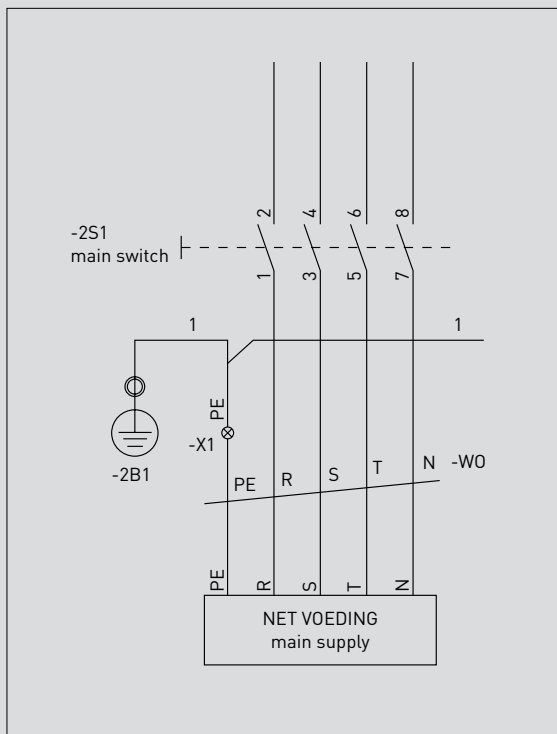 2 4 6 8
-2S1
main switch
1 3 5 7
1 1
PE
-X1
-2B1
PE R S T N -WO
PE R S T N
NET VOEDING
main supply